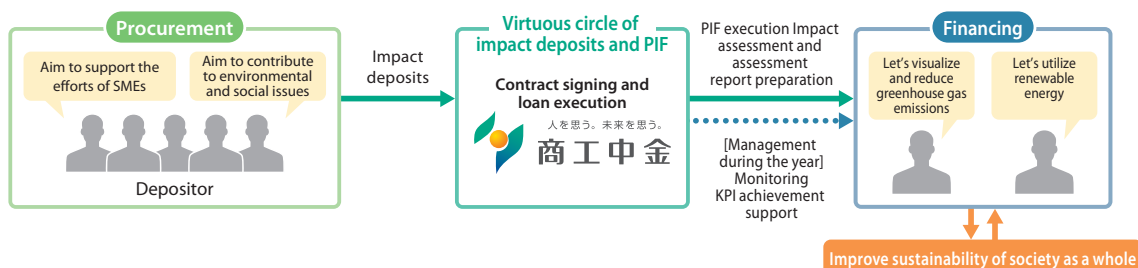 Procurement
Aim to support the
efforts of SMEs
Aim to contribute
to environmental
and social issues
Depositor
Impact
deposits
Virtuous circle of
impact deposits and PIF
Contract signing and
loan execution
人を思う。未来を思う。
商工中金
PIF execution Impact
assessment and
assessment
report preparation
[Management
during the year]
Monitoring
KPI achievement
support
Financing
Let's visualize
and reduce
greenhouse gas
emissions
Let's utilize
renewable
energy
Improve sustainability of society as a whole